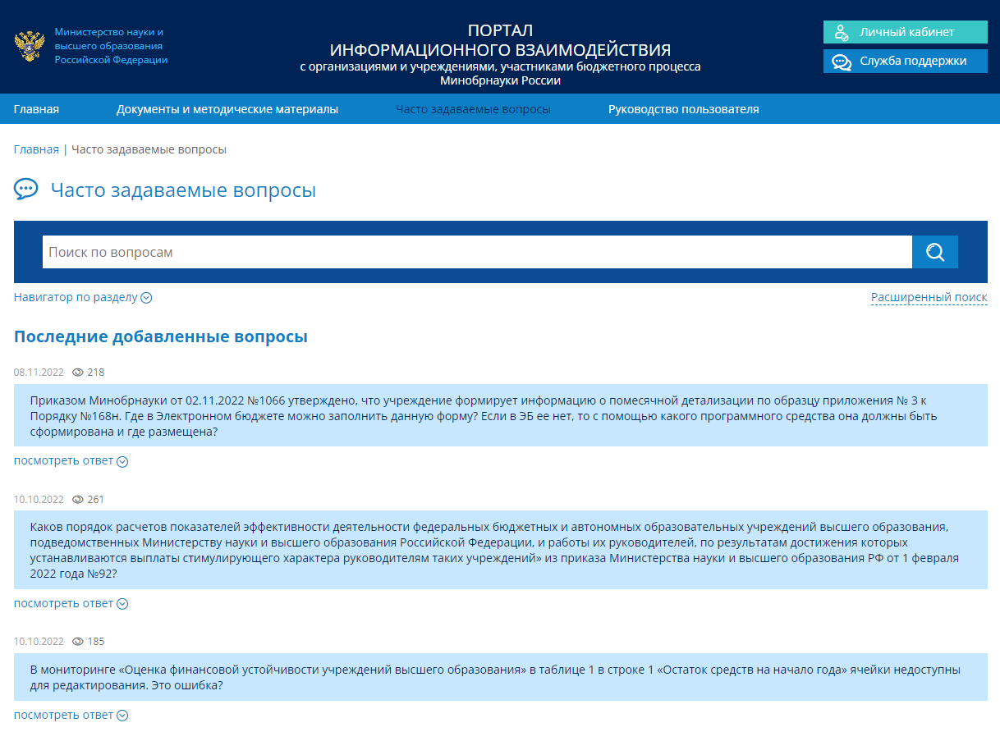 Министерство науки и
высшего образования
Российской Федерации
ПОРТАЛ
ИНФОРМАЦИОННОГО ВЗАИМОДЕЙСТВИЯ
с организациями и учреждениями, участниками бюджетного процесса
Минобрнауки России
Личный кабинет
Служба поддержки
Главная
Документы и методические материалы
Часто задаваемые вопросы
Руководство пользователя
Главная | Часто задаваемые вопросы
Часто задаваемые вопросы
Поиск по вопросам
Навигатор по разделу
Расширенный поиск
Последние добавленные вопросы
08.11.2022 218
Приказом Минобрнауки от 02.11.2022 №1066 утверждено, что учреждение формирует информацию о помесячной детализации по образцу приложения № 3 к
Порядку №168н. Где в Электронном бюджете можно заполнить данную форму? Если в ЭБ ее нет, то с помощью какого программного средства она должны быть
сформирована и где размещена?
посмотреть ответ
10.10.2022 261
Каков порядок расчетов показателей эффективности деятельности федеральных бюджетных и автономных образовательных учреждений высшего образования,
подведомственных Министерству науки и высшего образования Российской Федерации, и работы их руководителей, по результатам достижения которых
устанавливаются выплаты стимулирующего характера руководителям таких учреждений» из приказа Министерства науки и высшего образования РФ от 1 февраля
2022 года №92?
посмотреть ответ
10.10.2022 185
В мониторинге «Оценка финансовой устойчивости учреждений высшего образования» в таблице 1 в строке 1 «Остаток средств на начало года» ячейки недоступны
для редактирования. Это ошибка?
посмотреть ответ